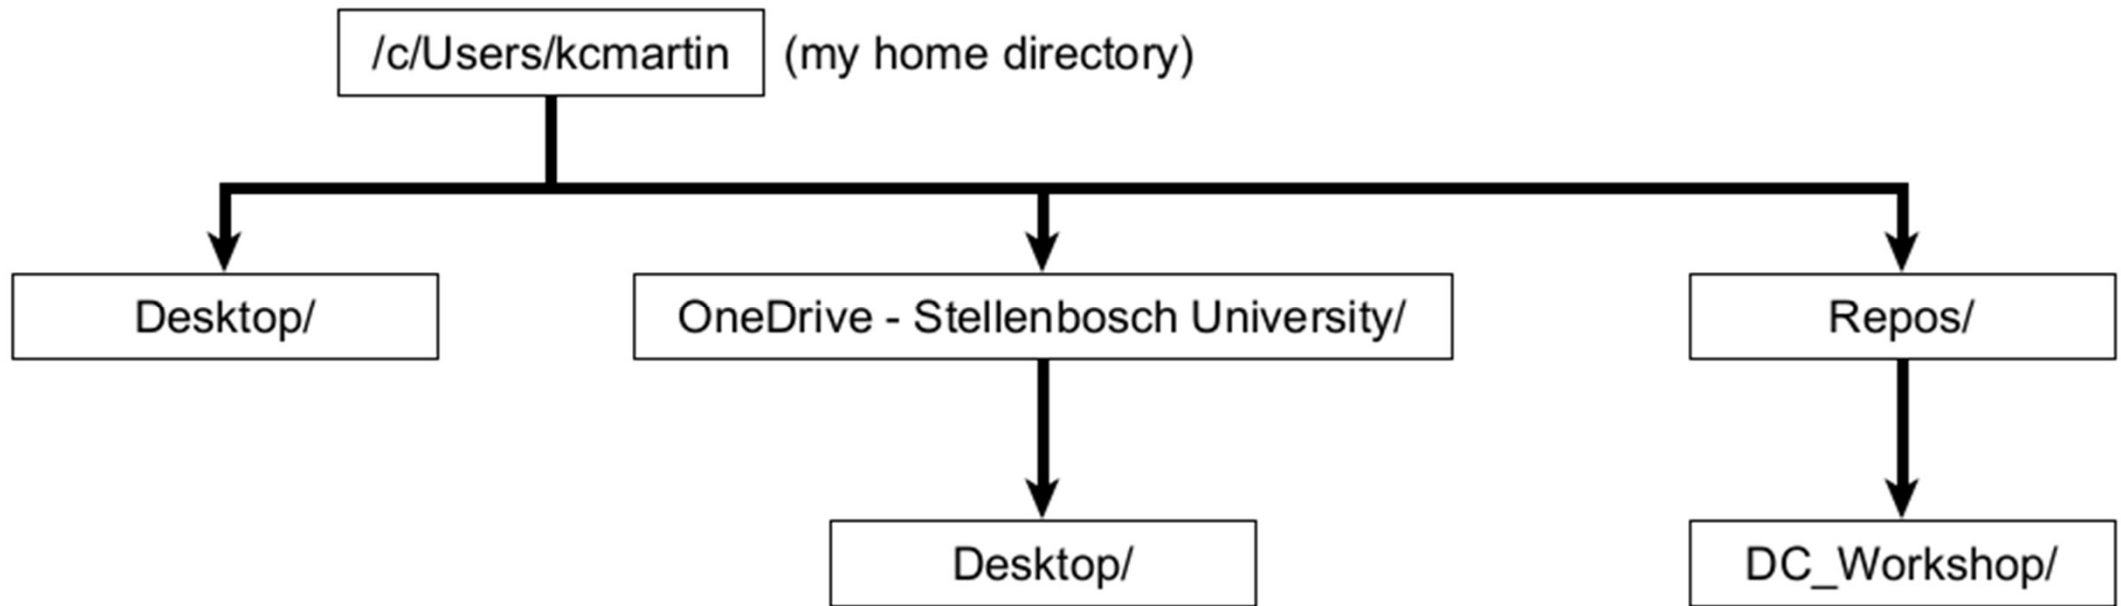 /c/Users/kcmartin (my home directory)
Desktop/
OneDrive - Stellenbosch University/
Repos/
Desktop/
DC_Workshop/